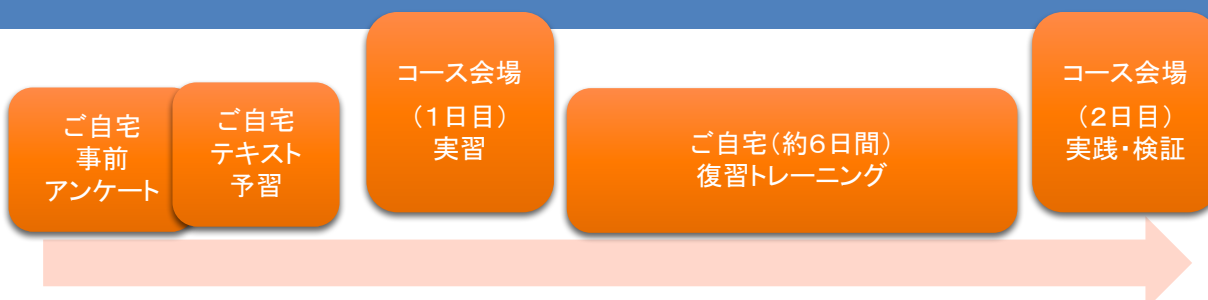 ご自宅
事前
アンケート
ご自宅
テキスト
予習
コース会場
（１日目）
実習
ご自宅（約６日間）
復習トレーニング
コース会場
（２日目）
実践・検証